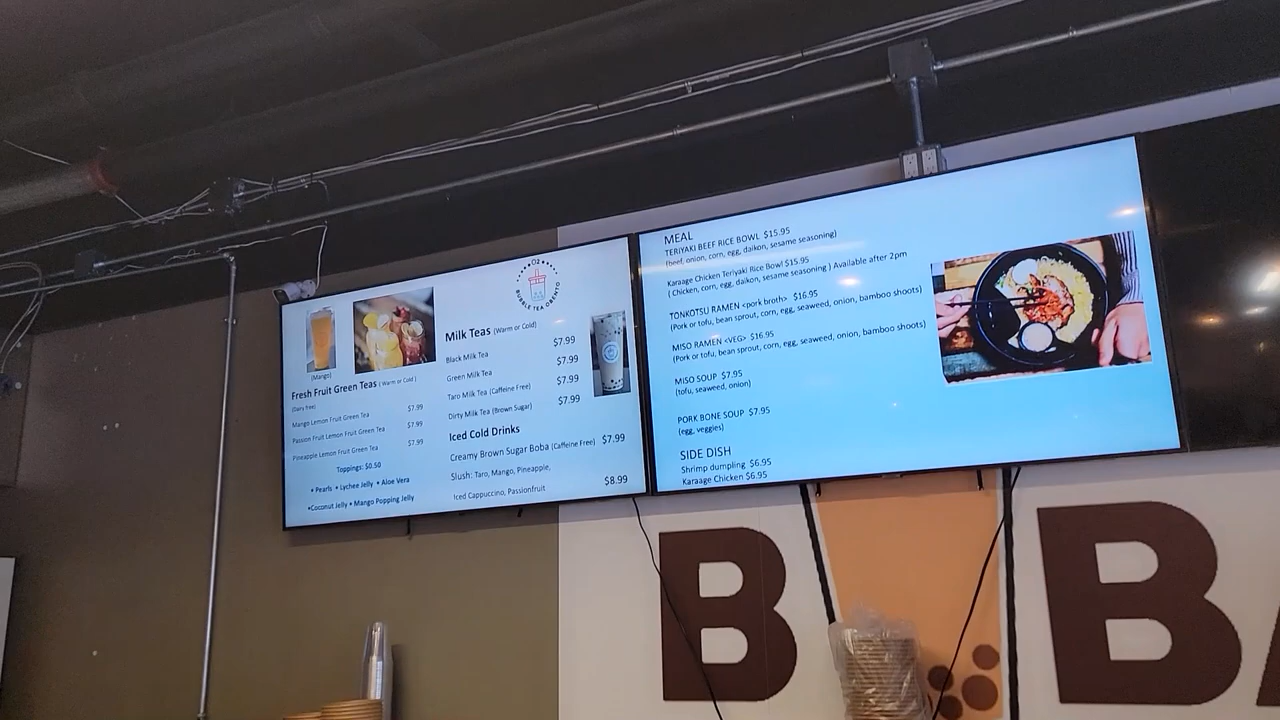 (Mango)
Fresh Fruit Green Teas ( Warm or Cold )
(Dairy free)
Mango Lemon Fruit Green Tea $7.99
Passion Fruit Lemon Fruit Green Tea $7.99
Pineapple Lemon Fruit Green Tea $7.99
Toppings: $0.50
• Pearls • Lychee Jelly • Aloe Vera
•Coconut Jelly • Mango Popping Jelly
O2
BUBBLE TEA OBENTO
Milk Teas (Warm or Cold)
Black Milk Tea $7.99
Green Milk Tea $7.99
Taro Milk Tea (Caffeine Free) $7.99
Dirty Milk Tea (Brown Sugar) $7.99
Iced Cold Drinks
Creamy Brown Sugar Boba (Caffeine Free) $7.99
Slush: Taro, Mango, Pineapple,
Iced Cappuccino, Passionfruit $8.99
MEAL
TERIYAKI BEEF RICE BOWL $15.95
(beef, onion, corn, egg, daikon, sesame seasoning)
Karaage Chicken Teriyaki Rice Bowl $15.95
( Chicken, corn, egg, daikon, sesame seasoning ) Available after 2pm
TONKOTSU RAMEN <pork broth> $16.95
(Pork or tofu, bean sprout, corn, egg, seaweed, onion, bamboo shoots)
MISO RAMEN <VEG> $16.95
(Pork or tofu, bean sprout, corn, egg, seaweed, onion, bamboo shoots)
MISO SOUP $7.95
(tofu, seaweed, onion)
PORK BONE SOUP $7.95
(egg, veggies)
SIDE DISH
Shrimp dumpling $6.95
Karaage Chicken $6.95
B BA